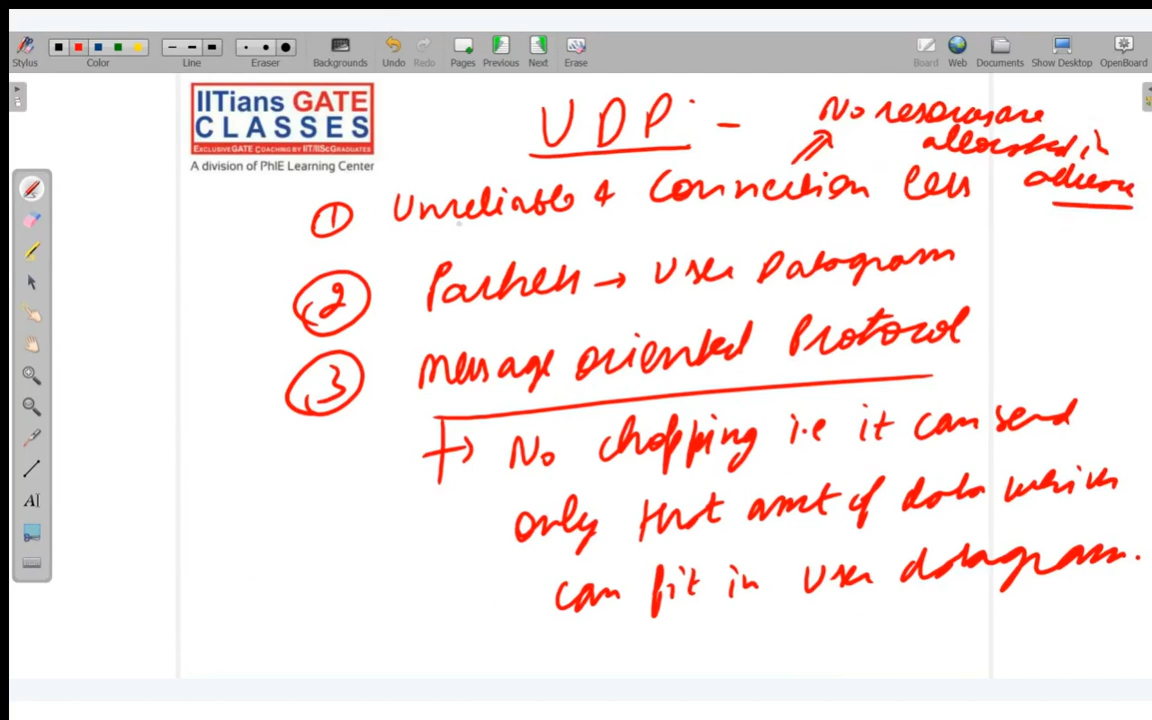 Stylus
Color
Line
Eraser
Backgrounds
Undo
Redo
Pages
Previous
Next
Erase
Board
Web
Documents
Show Desktop
OpenBoard
IITians GATE
CLASSES
EXCLUSIVE GATE COACHING BY IIT/IISC GRADUATES
A division of PhIE Learning Center
UDP: -
No resources are
allocated in
advance
① Unreliable & Connection less
② Packets → User Datagram
③ Message oriented Protocol
→ No chopping i.e it can send
only that amt of data which
can fit in user datagram.
AI